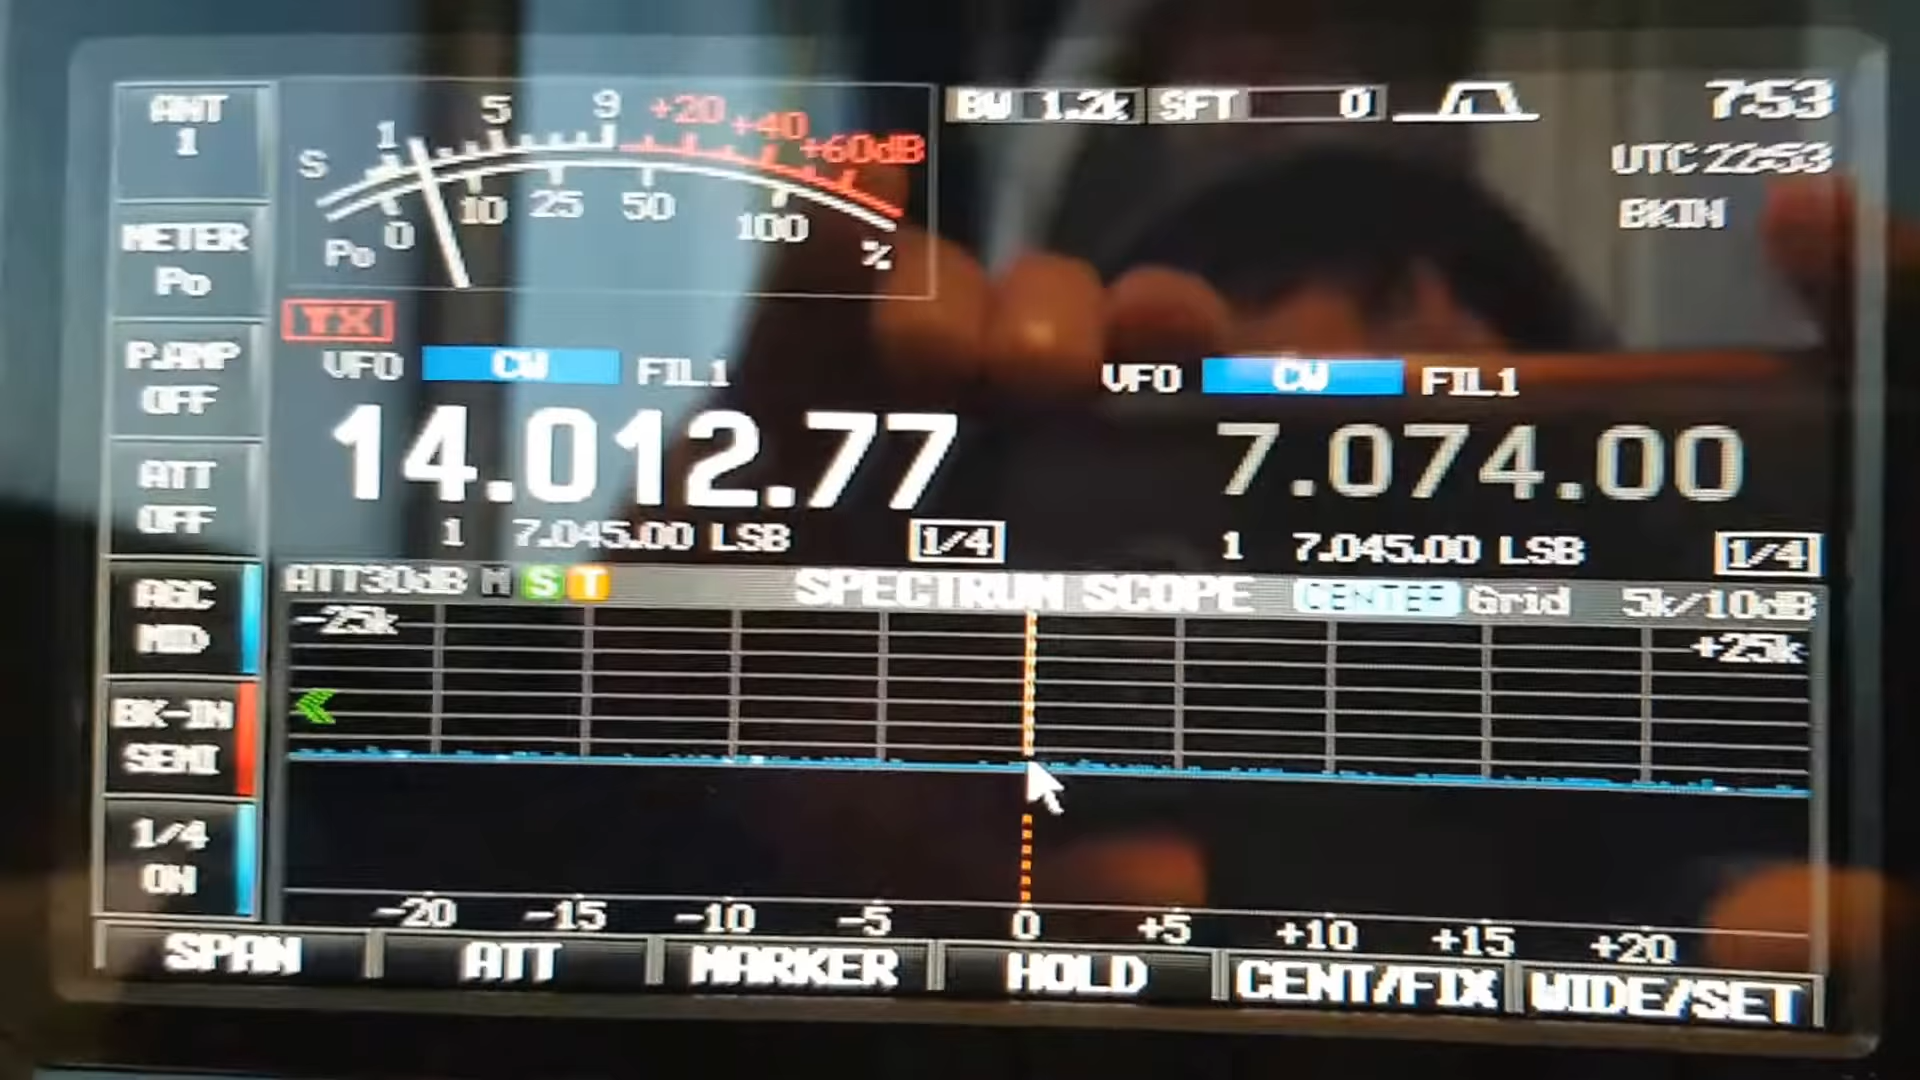 ANT
1
METER
Po
P.AMP
OFF
ATT
OFF
AGC
MID
BK-IN
SEMI
1/4
ON
S 1 5 9 +20 +40 +60dB
Po 0 10 25 50 100 %
BW 1.2k SFT 0
7:53
UTC 22:53
BKIN
TX
VFO CW FIL1
14.012.77
1 7.045.00 LSB 1/4
VFO CW FIL1
7.074.00
1 7.045.00 LSB 1/4
ATT30dB M S T SPECTRUM SCOPE CENTER Grid 5k/10dB
-25k +25k
-20 -15 -10 -5 0 +5 +10 +15 +20
SPAN ATT MARKER HOLD CENT/FIX WIDE/SET